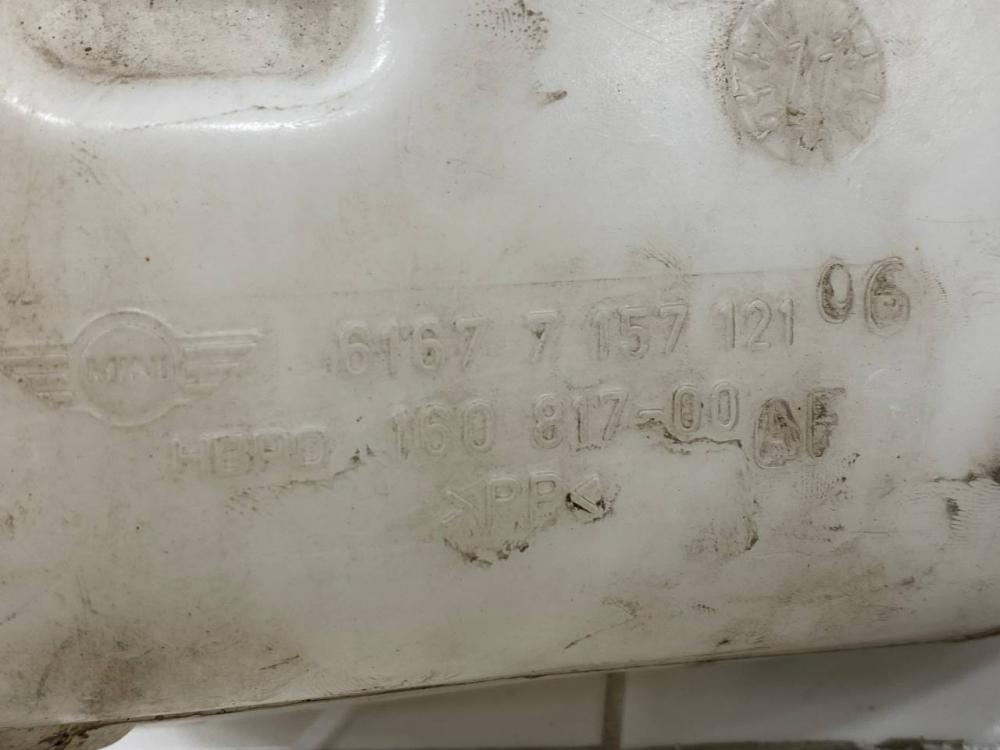 MINI 6167 7 157 121 06
HBPO 160 817-00 AF
>PP<